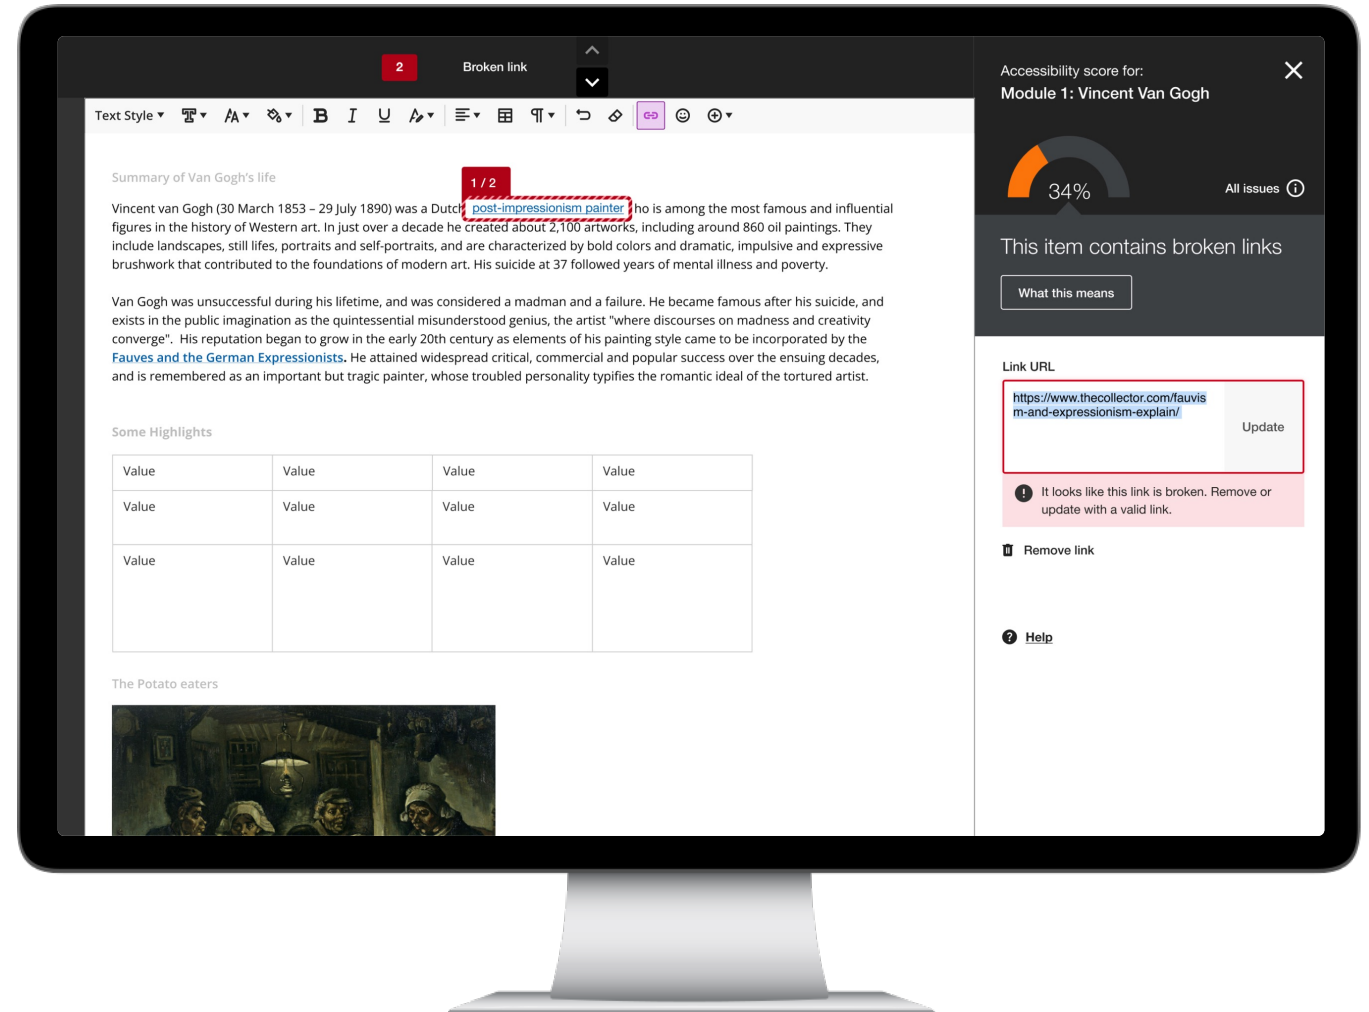 2 Broken link
Text Style
1 / 2
Summary of Van Gogh's life
Vincent van Gogh (30 March 1853 – 29 July 1890) was a Dutch post-impressionism painter ho is among the most famous and influential
figures in the history of Western art. In just over a decade he created about 2,100 artworks, including around 860 oil paintings. They
include landscapes, still lifes, portraits and self-portraits, and are characterized by bold colors and dramatic, impulsive and expressive
brushwork that contributed to the foundations of modern art. His suicide at 37 followed years of mental illness and poverty.
Van Gogh was unsuccessful during his lifetime, and was considered a madman and a failure. He became famous after his suicide, and
exists in the public imagination as the quintessential misunderstood genius, the artist "where discourses on madness and creativity
converge". His reputation began to grow in the early 20th century as elements of his painting style came to be incorporated by the
Fauves and the German Expressionists. He attained widespread critical, commercial and popular success over the ensuing decades,
and is remembered as an important but tragic painter, whose troubled personality typifies the romantic ideal of the tortured artist.
Some Highlights
Value Value Value Value
Value Value Value Value
Value Value Value Value
The Potato eaters
Accessibility score for:
Module 1: Vincent Van Gogh
34%
All issues
This item contains broken links
What this means
Link URL
https://www.thecollector.com/fauvis
m-and-expressionism-explain/
Update
It looks like this link is broken. Remove or
update with a valid link.
Remove link
Help